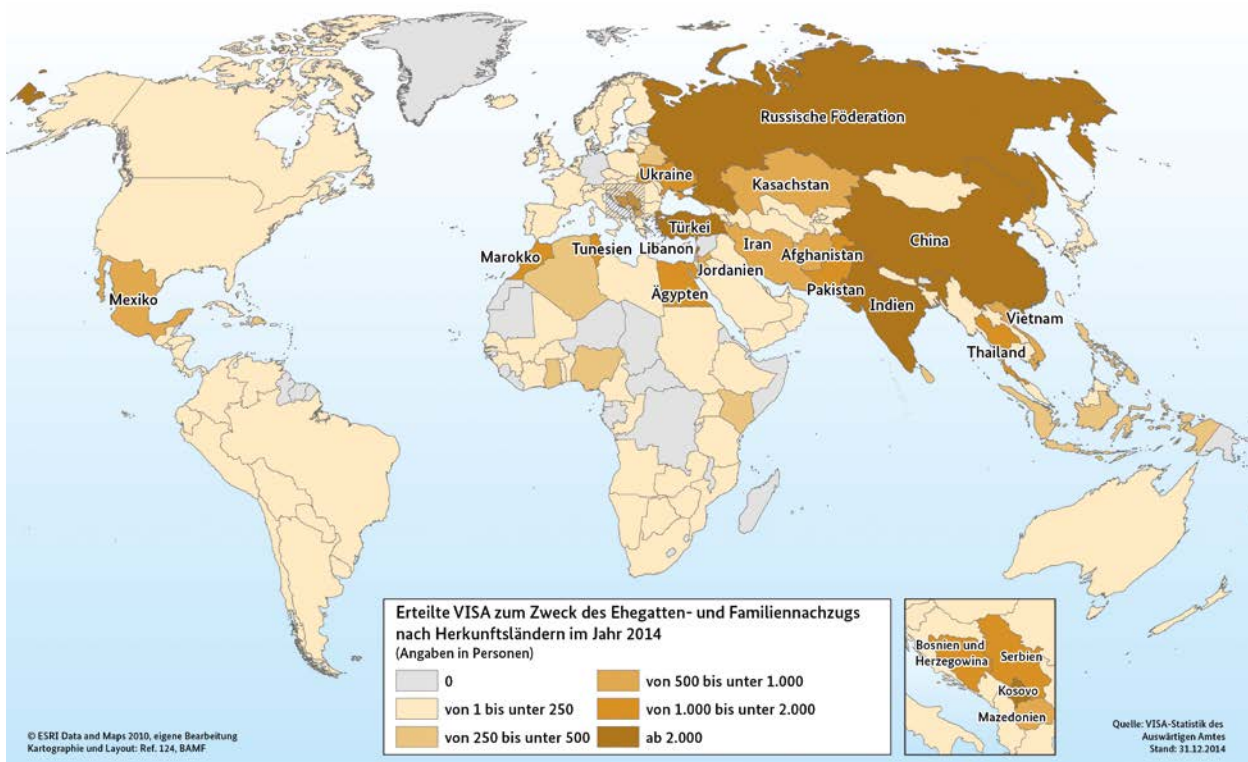 Russische Föderation
Ukraine
Kasachstan
Türkei
China
Marokko
Tunesien
Libanon
Iran
Afghanistan
Jordanien
Mexiko
Ägypten
Pakistan
Indien
Vietnam
Thailand
Erteilte VISA zum Zweck des Ehegatten- und Familiennachzugs
nach Herkunftsländern im Jahr 2014
(Angaben in Personen)
0
von 1 bis unter 250
von 250 bis unter 500
von 500 bis unter 1.000
von 1.000 bis unter 2.000
ab 2.000
Bosnien und
Herzegowina
Serbien
Kosovo
Mazedonien
© ESRI Data and Maps 2010, eigene Bearbeitung
Kartographie und Layout: Ref. 124, BAMF
Quelle: VISA-Statistik des
Auswärtigen Amtes
Stand: 31.12.2014